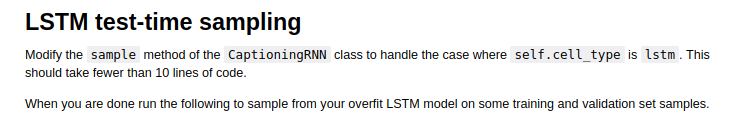 LSTM test-time sampling
Modify the sample method of the CaptioningRNN class to handle the case where self.cell_type is lstm. This
should take fewer than 10 lines of code.
When you are done run the following to sample from your overfit LSTM model on some training and validation set samples.